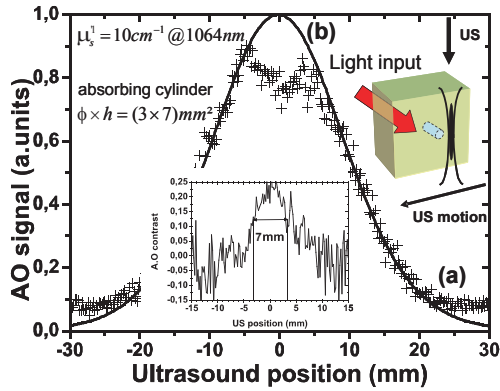 μs' = 10cm⁻¹@1064nm
absorbing cylinder
ϕ × h = (3 × 7)mm²
(b)
US
Light input
US motion
(a)
AO signal (a.units)
1,0
0,8
0,6
0,4
0,2
0,0
-30 -20 -10 0 10 20 30
Ultrasound position (mm)
A.O contrast
0,25
0,20
0,15
0,10
0,05
0,00
-0,05
-0,10
-0,15
7mm
-15 -10 -5 0 5 10 15
US position (mm)